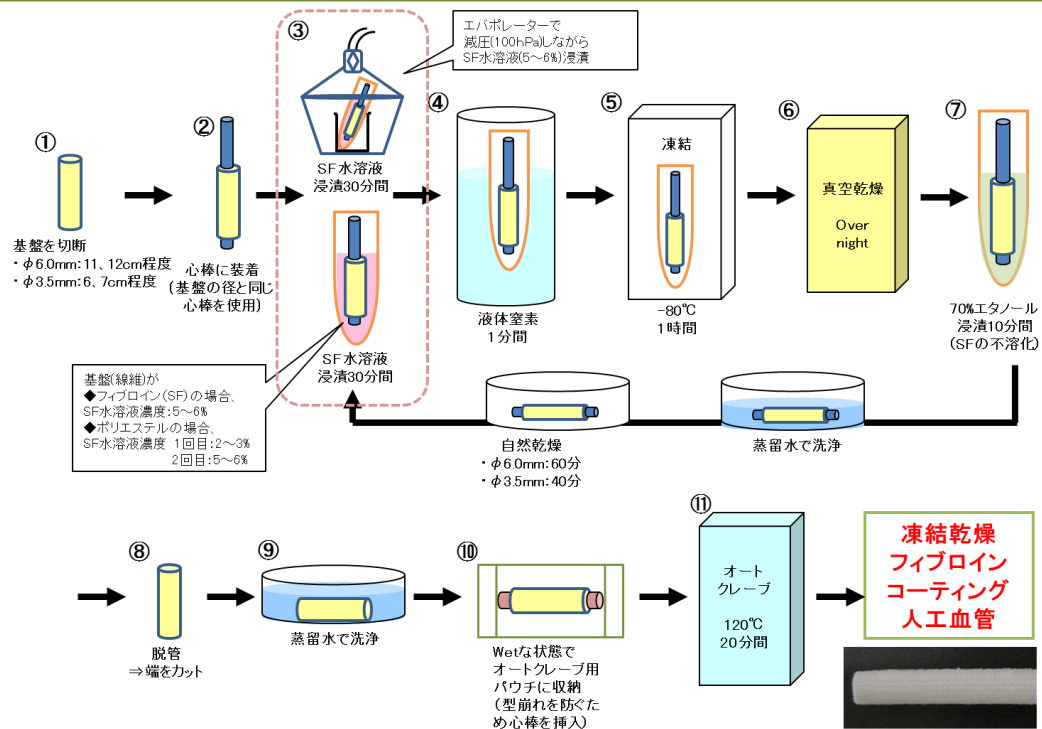 ①
基盤を切断
・φ6.0mm：11、12cm程度
・φ3.5mm：6、7cm程度
②
心棒に装着
（基盤の径と同じ
心棒を使用）
③
エバポレーターで
減圧(100hPa)しながら
SF水溶液(5～6%)浸漬
SF水溶液
浸漬30分間
SF水溶液
浸漬30分間
基盤(線維)が
◆フィブロイン(SF)の場合、
SF水溶液濃度：5～6%
◆ポリエステルの場合、
SF水溶液濃度 1回目：2～3%
2回目：5～6%
④
液体窒素
1分間
⑤
凍結
-80℃
1時間
⑥
真空乾燥
Over
night
⑦
70%エタノール
浸漬10分間
（SFの不溶化）
蒸留水で洗浄
自然乾燥
・φ6.0mm：60分
・φ3.5mm：40分
⑧
脱管
⇒端をカット
⑨
蒸留水で洗浄
⑩
Wetな状態で
オートクレーブ用
パウチに収納
（型崩れを防ぐた
め心棒を挿入）
⑪
オート
クレーブ
120℃
20分間
凍結乾燥
フィブロイン
コーティング
人工血管